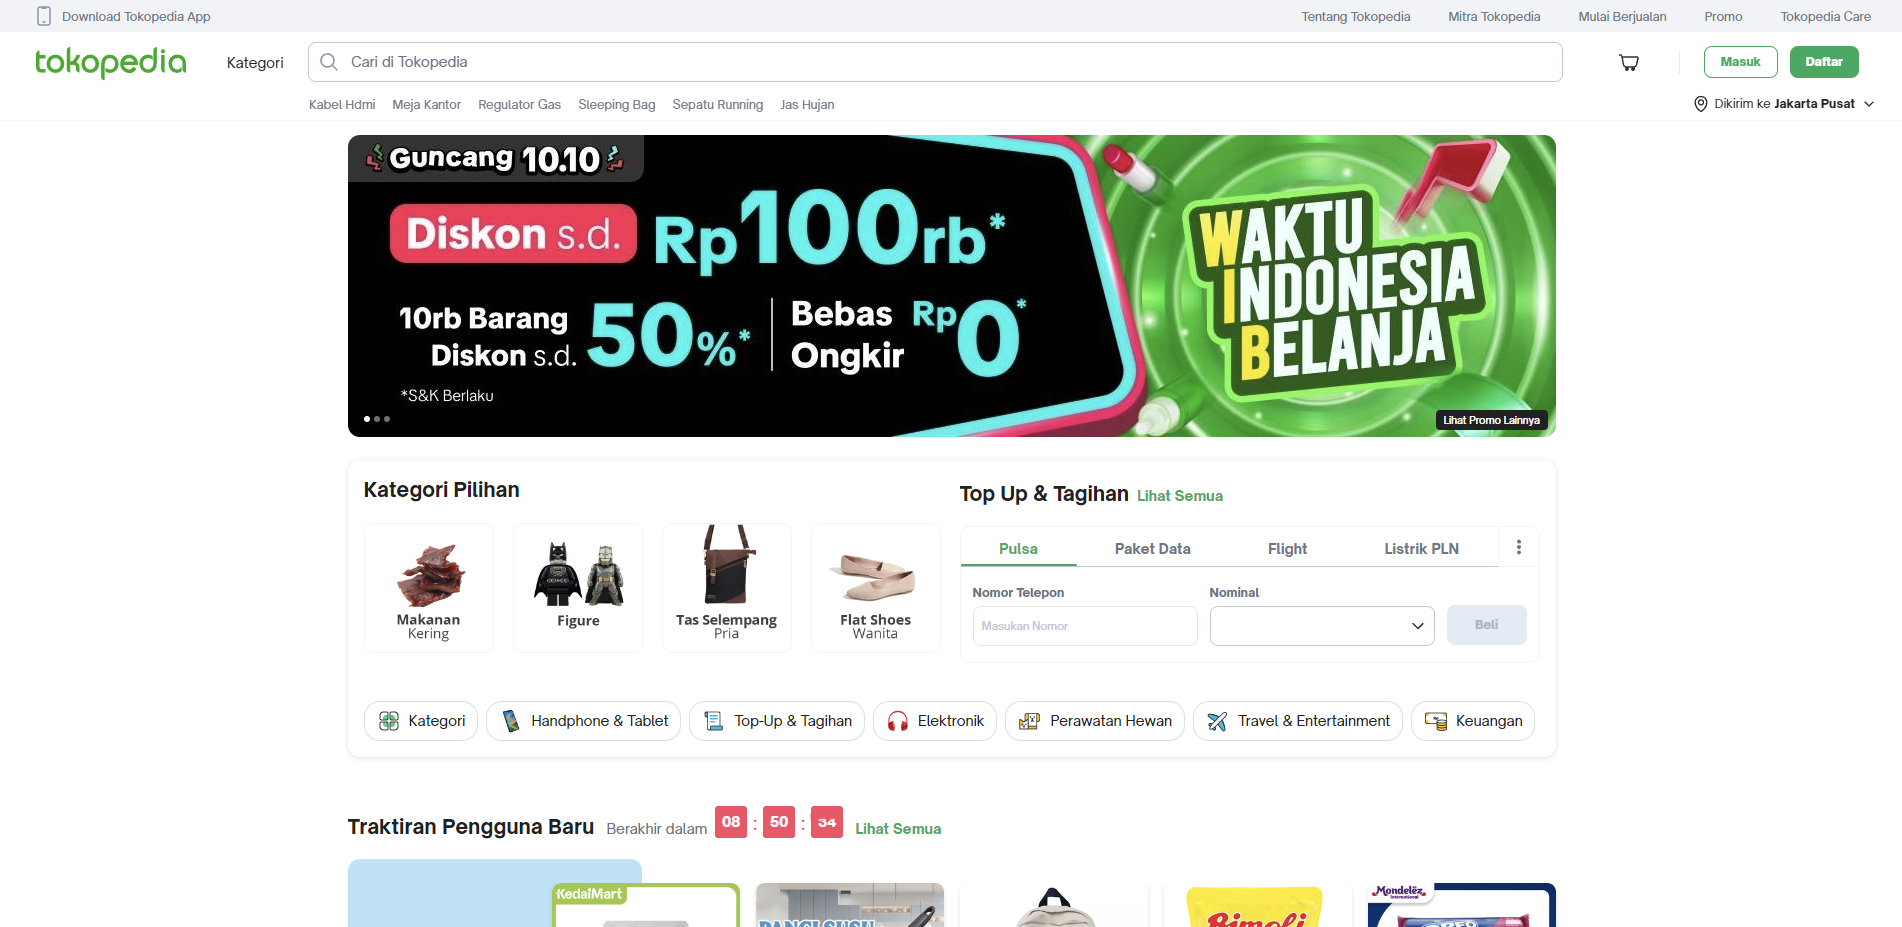 Download Tokopedia App
Tentang Tokopedia
Mitra Tokopedia
Mulai Berjualan
Promo
Tokopedia Care
tokopedia
Kategori
Cari di Tokopedia
Masuk
Daftar
Kabel Hdmi
Meja Kantor
Regulator Gas
Sleeping Bag
Sepatu Running
Jas Hujan
Dikirim ke Jakarta Pusat
Guncang 10.10
Diskon s.d. Rp100rb*
10rb Barang
Diskon s.d. 50%*
Bebas
Ongkir
Rp0*
*S&K Berlaku
WAKTU
INDONESIA
BELANJA
Lihat Promo Lainnya
Kategori Pilihan
Makanan
Kering
Figure
Tas Selempang
Pria
Flat Shoes
Wanita
Top Up & Tagihan Lihat Semua
Pulsa
Paket Data
Flight
Listrik PLN
Nomor Telepon
Masukan Nomor
Nominal
Beli
Kategori
Handphone & Tablet
Top-Up & Tagihan
Elektronik
Perawatan Hewan
Travel & Entertainment
Keuangan
Traktiran Pengguna Baru Berakhir dalam 08 : 50 : 34 Lihat Semua
KedaiMart
Bimoli
Mondelēz
International
OREO